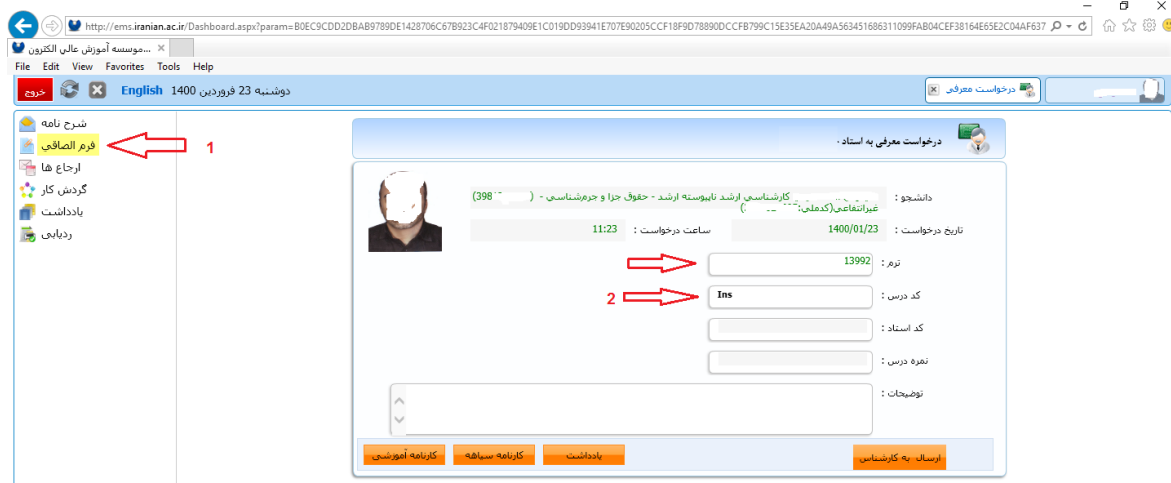 http://ems.iranian.ac.ir/Dashboard.aspx?param=B0EC9CDD2DBAB9789DE1428706C67B923C4F021879409E1C019DD93941E707E90205CCF18F9D78890DCCFB799C15E35EA20A49A563451686311099FAB04CEF38164E65E2C04AF637
موسسه آموزش عالی الکترون...
File Edit View Favorites Tools Help
خروج
English
دوشنبه 23 فروردین 1400
درخواست معرفی
شرح نامه
فرم الصاقی
1
ارجاع ها
گردش کار
یادداشت
ردیابی
درخواست معرفی به استاد .
دانشجو :
کارشناسی ارشد ناپیوسته ارشد - حقوق جزا و جرم‌شناسی - (398 )
غیرانتفاعی(کدملی: )
تاریخ درخواست : 1400/01/23
ساعت درخواست : 11:23
ترم : 13992
کد درس : Ins
2
کد استاد :
نمره درس :
توضیحات :
ارسال به کارشناس
یادداشت
کارنامه سیاهه
کارنامه آموزشی